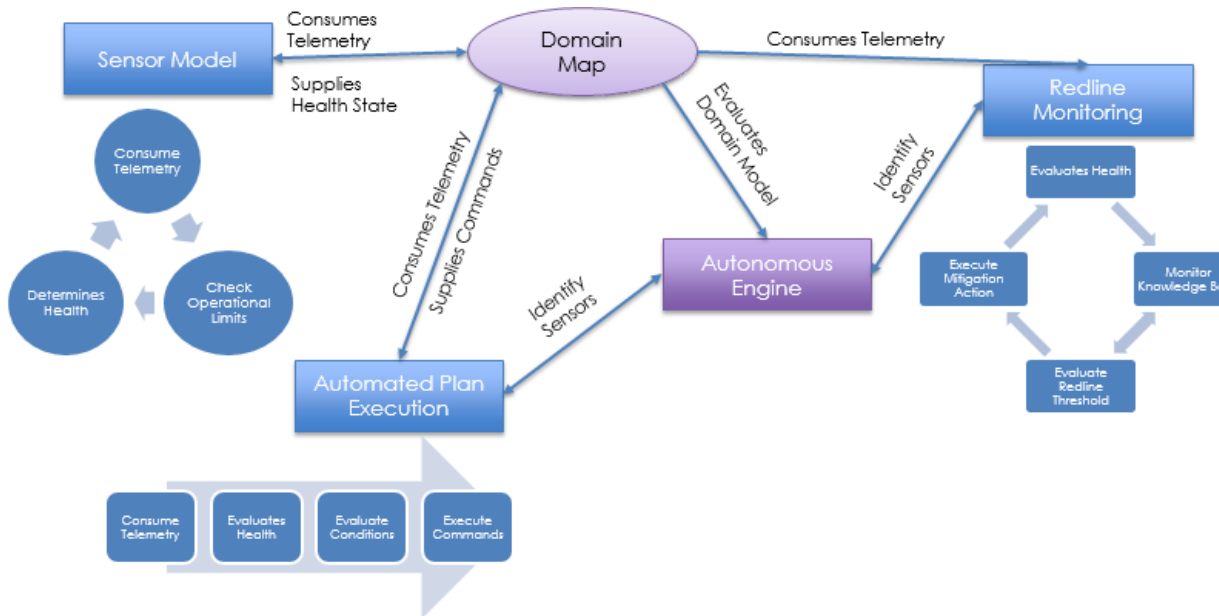 Sensor Model
Consumes
Telemetry
Supplies
Health State
Domain
Map
Consumes Telemetry
Redline
Monitoring
Consume
Telemetry
Determines
Health
Check
Operational
Limits
Consumes Telemetry
Supplies Commands
Evaluates
Domain Model
Identify
Sensors
Autonomous
Engine
Identify
Sensors
Evaluates Health
Execute
Mitigation
Action
Monitor
Knowledge B
Evaluate
Redline
Threshold
Automated Plan
Execution
Consume
Telemetry
Evaluates
Health
Evaluate
Conditions
Execute
Commands